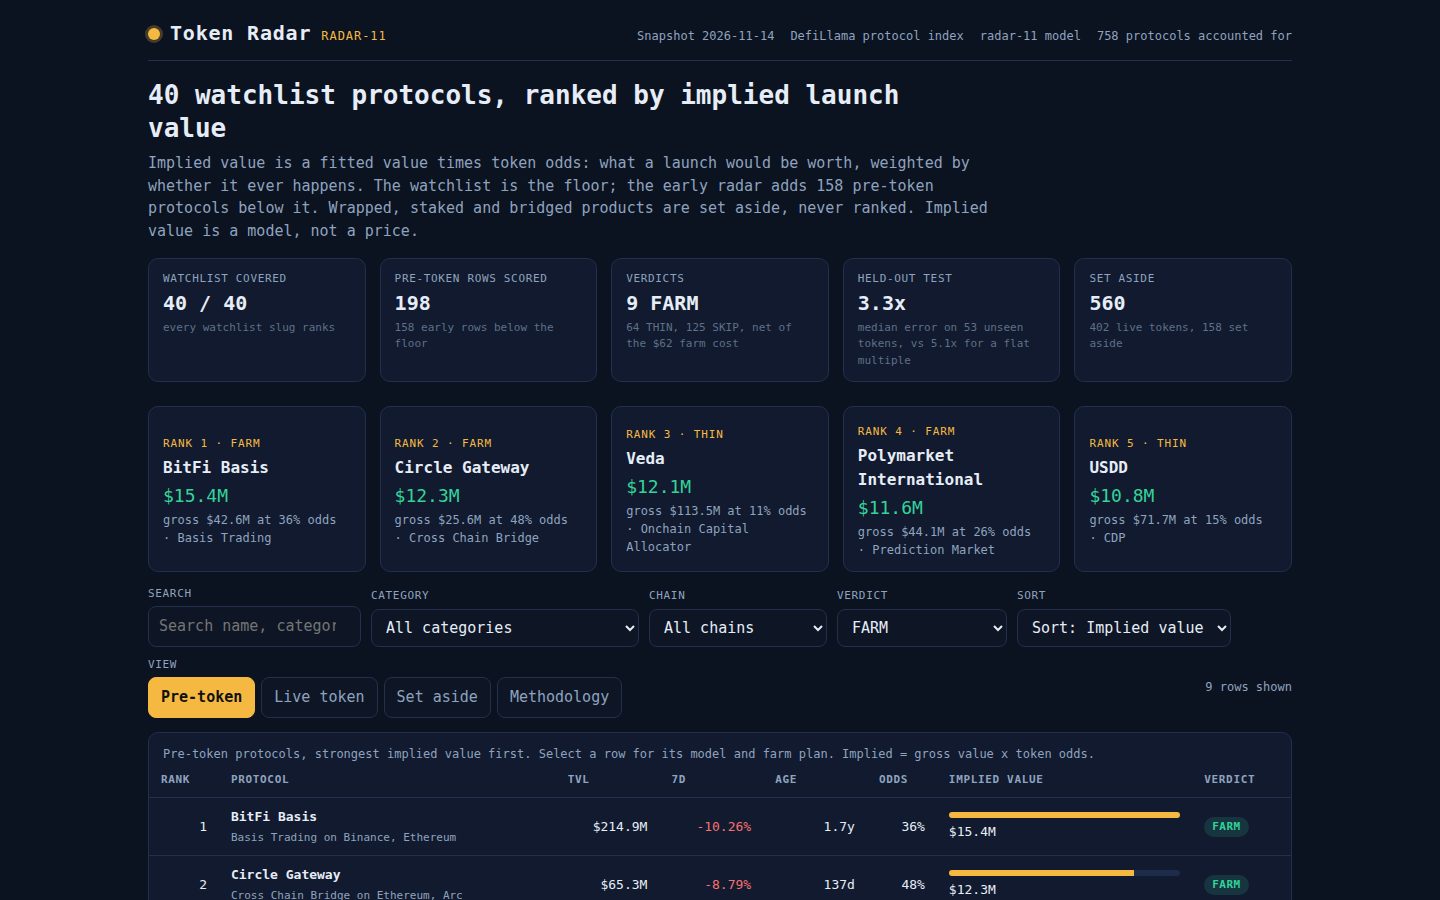 Token Radar RADAR-11
Snapshot 2026-11-14 DefiLlama protocol index radar-11 model 758 protocols accounted for
40 watchlist protocols, ranked by implied launch
value
Implied value is a fitted value times token odds: what a launch would be worth, weighted by
whether it ever happens. The watchlist is the floor; the early radar adds 158 pre-token
protocols below it. Wrapped, staked and bridged products are set aside, never ranked. Implied
value is a model, not a price.
WATCHLIST COVERED
40 / 40
every watchlist slug ranks
PRE-TOKEN ROWS SCORED
198
158 early rows below the
floor
VERDICTS
9 FARM
64 THIN, 125 SKIP, net of
the $62 farm cost
HELD-OUT TEST
3.3x
median error on 53 unseen
tokens, vs 5.1x for a flat
multiple
SET ASIDE
560
402 live tokens, 158 set
aside
RANK 1 · FARM
BitFi Basis
$15.4M
gross $42.6M at 36% odds
· Basis Trading
RANK 2 · FARM
Circle Gateway
$12.3M
gross $25.6M at 48% odds
· Cross Chain Bridge
RANK 3 · THIN
Veda
$12.1M
gross $113.5M at 11% odds
· Onchain Capital
Allocator
RANK 4 · FARM
Polymarket
International
$11.6M
gross $44.1M at 26% odds
· Prediction Market
RANK 5 · THIN
USDD
$10.8M
gross $71.7M at 15% odds
· CDP
SEARCH
Search name, categor
CATEGORY
All categories
CHAIN
All chains
VERDICT
FARM
SORT
Sort: Implied value
VIEW
Pre-token Live token Set aside Methodology
9 rows shown
Pre-token protocols, strongest implied value first. Select a row for its model and farm plan. Implied = gross value x token odds.
RANK PROTOCOL TVL 7D AGE ODDS IMPLIED VALUE VERDICT
1 BitFi Basis $214.9M -10.26% 1.7y 36% $15.4M FARM
Basis Trading on Binance, Ethereum
2 Circle Gateway $65.3M -8.79% 137d 48% $12.3M FARM
Cross Chain Bridge on Ethereum, Arc